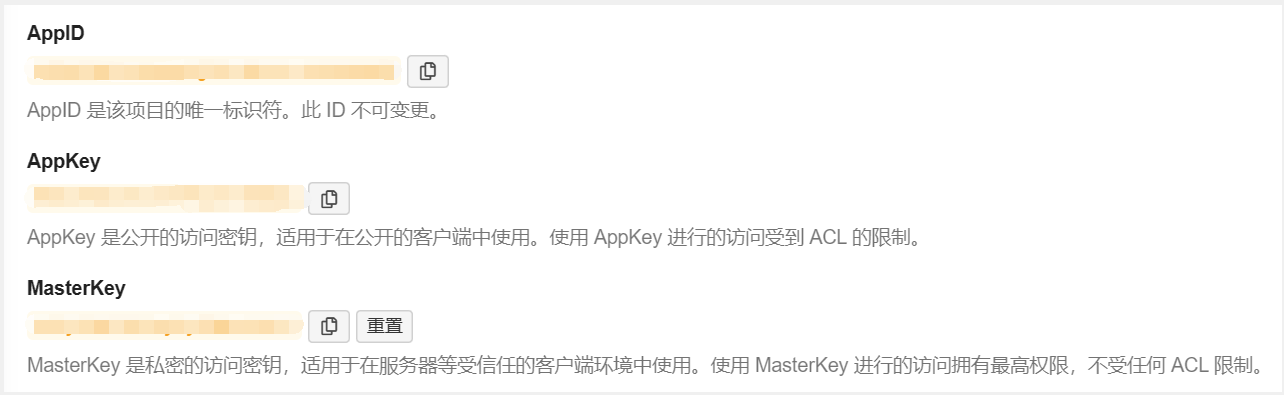 AppID
AppID 是该项目的唯一标识符。此 ID 不可变更。
AppKey
AppKey 是公开的访问密钥，适用于在公开的客户端中使用。使用 AppKey 进行的访问受到 ACL 的限制。
MasterKey
重置
MasterKey 是私密的访问密钥，适用于在服务器等受信任的客户端环境中使用。使用 MasterKey 进行的访问拥有最高权限，不受任何 ACL 限制。